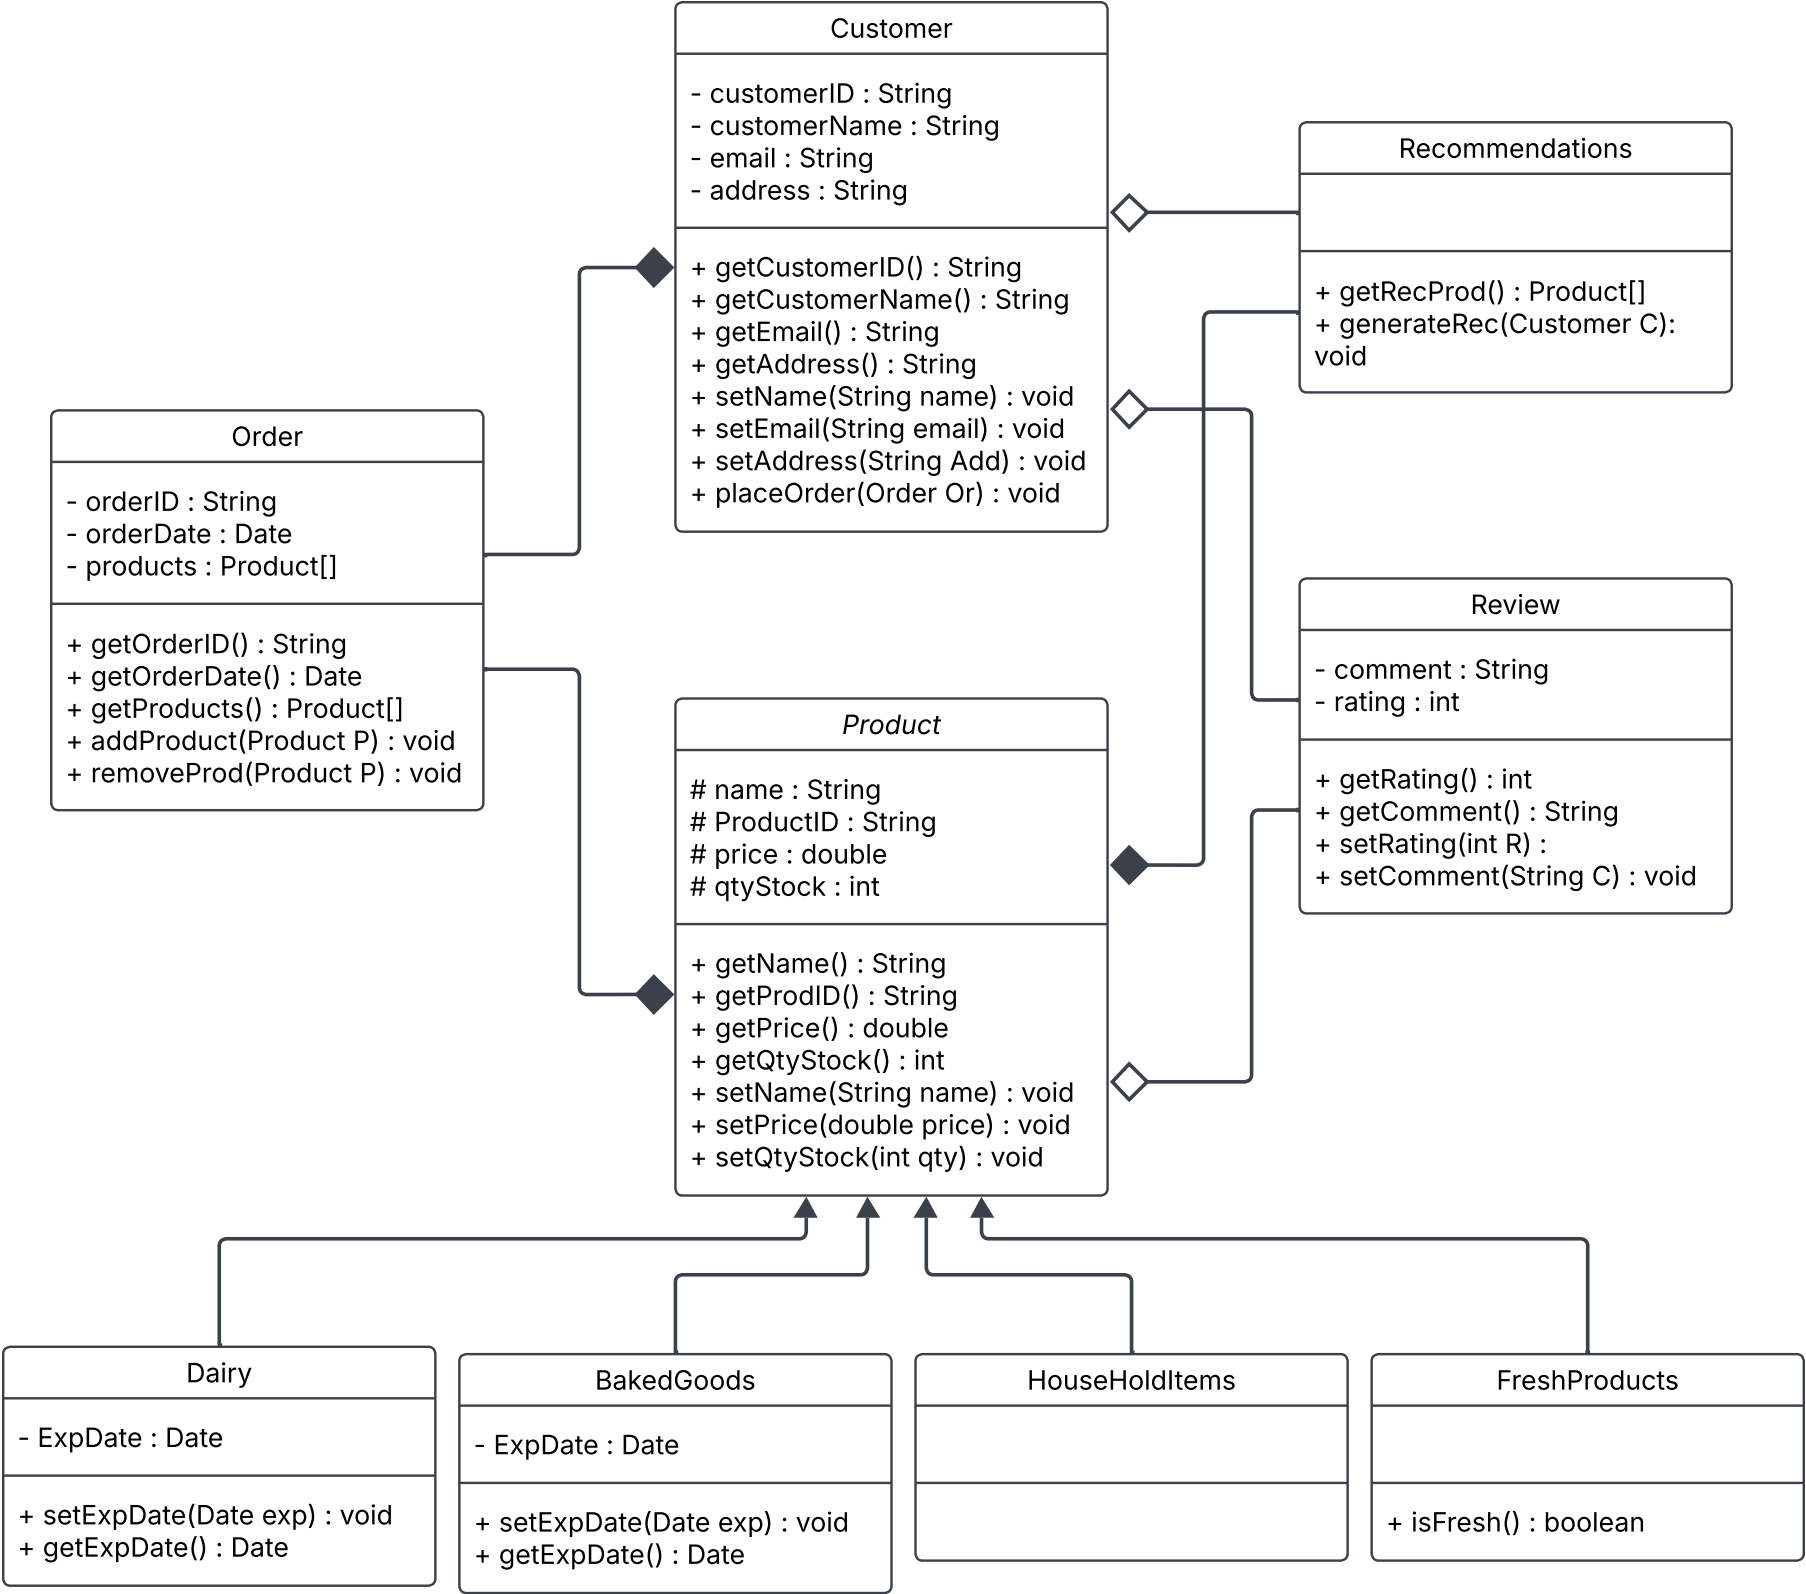 Customer
- customerID : String
- customerName : String
- email : String
- address : String
+ getCustomerID() : String
+ getCustomerName() : String
+ getEmail() : String
+ getAddress() : String
+ setName(String name) : void
+ setEmail(String email) : void
+ setAddress(String Add) : void
+ placeOrder(Order Or) : void
Recommendations
+ getRecProd() : Product[]
+ generateRec(Customer C):
void
Order
- orderID : String
- orderDate : Date
- products : Product[]
+ getOrderID() : String
+ getOrderDate() : Date
+ getProducts() : Product[]
+ addProduct(Product P) : void
+ removeProd(Product P) : void
Product
# name : String
# ProductID : String
# price : double
# qtyStock : int
+ getName() : String
+ getProdID() : String
+ getPrice() : double
+ getQtyStock() : int
+ setName(String name) : void
+ setPrice(double price) : void
+ setQtyStock(int qty) : void
Review
- comment : String
- rating : int
+ getRating() : int
+ getComment() : String
+ setRating(int R) :
+ setComment(String C) : void
Dairy
- ExpDate : Date
+ setExpDate(Date exp) : void
+ getExpDate() : Date
BakedGoods
- ExpDate : Date
+ setExpDate(Date exp) : void
+ getExpDate() : Date
HouseHoldItems
FreshProducts
+ isFresh() : boolean